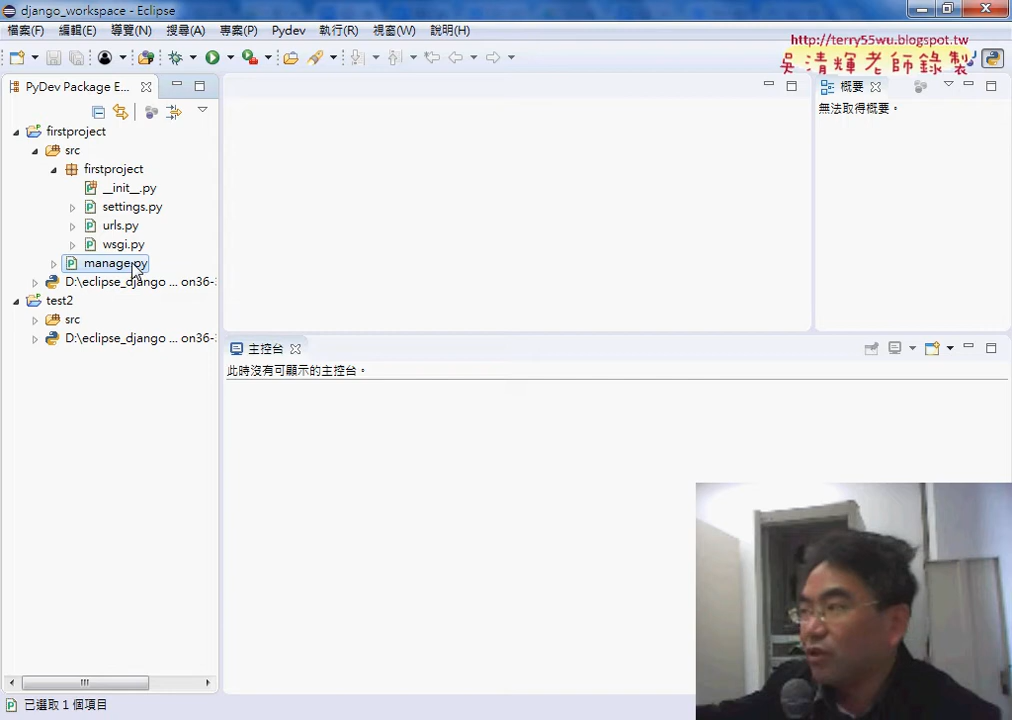 django_workspace - Eclipse
檔案(F) 編輯(E) 導覽(N) 搜尋(A) 專案(P) Pydev 執行(R) 視窗(W) 說明(H)
http://terry55wu.blogspot.tw
吳清輝老師錄製
PyDev Package E...
firstproject
src
firstproject
__init__.py
settings.py
urls.py
wsgi.py
manage.py
D:\eclipse_django ... on36-
test2
src
D:\eclipse_django ... on36-
概要
無法取得概要。
主控台
此時沒有可顯示的主控台。
已選取 1 個項目